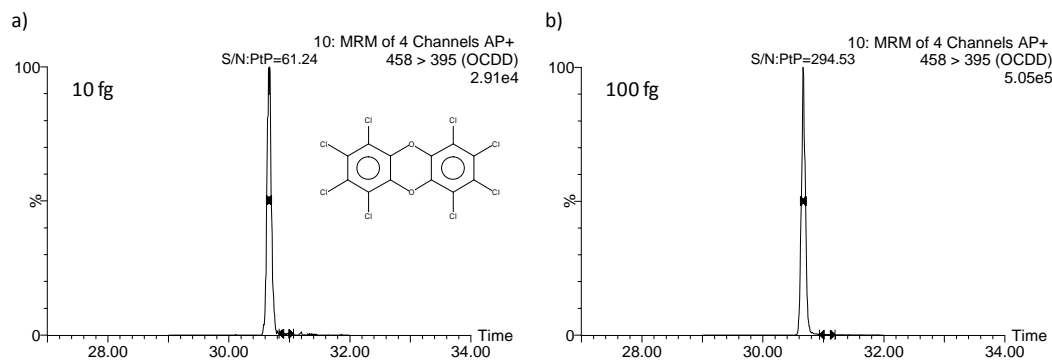 a)
10: MRM of 4 Channels AP+
S/N:PtP=61.24
458 > 395 (OCDD)
2.91e4
100
10 fg
%
Cl
Cl
Cl
Cl
O
O
Cl
Cl
Cl
Cl
0
Time
28.00
30.00
32.00
34.00
b)
10: MRM of 4 Channels AP+
S/N:PtP=294.53
458 > 395 (OCDD)
5.05e5
100
100 fg
%
0
Time
28.00
30.00
32.00
34.00